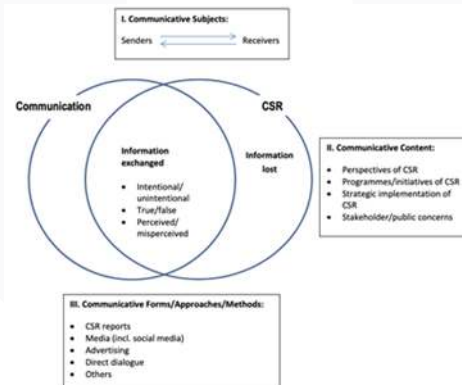 I. Communicative Subjects:
Senders
Receivers
Communication
CSR
Information
exchanged
• Intentional/
unintentional
• True/false
• Perceived/
misperceived
Information
lost
II. Communicative Content:
• Perspectives of CSR
• Programmes/initiatives of CSR
• Strategic implementation of
CSR
• Stakeholder/public concerns
III. Communicative Forms/Approaches/Methods:
• CSR reports
• Media (incl. social media)
• Advertising
• Direct dialogue
• Others